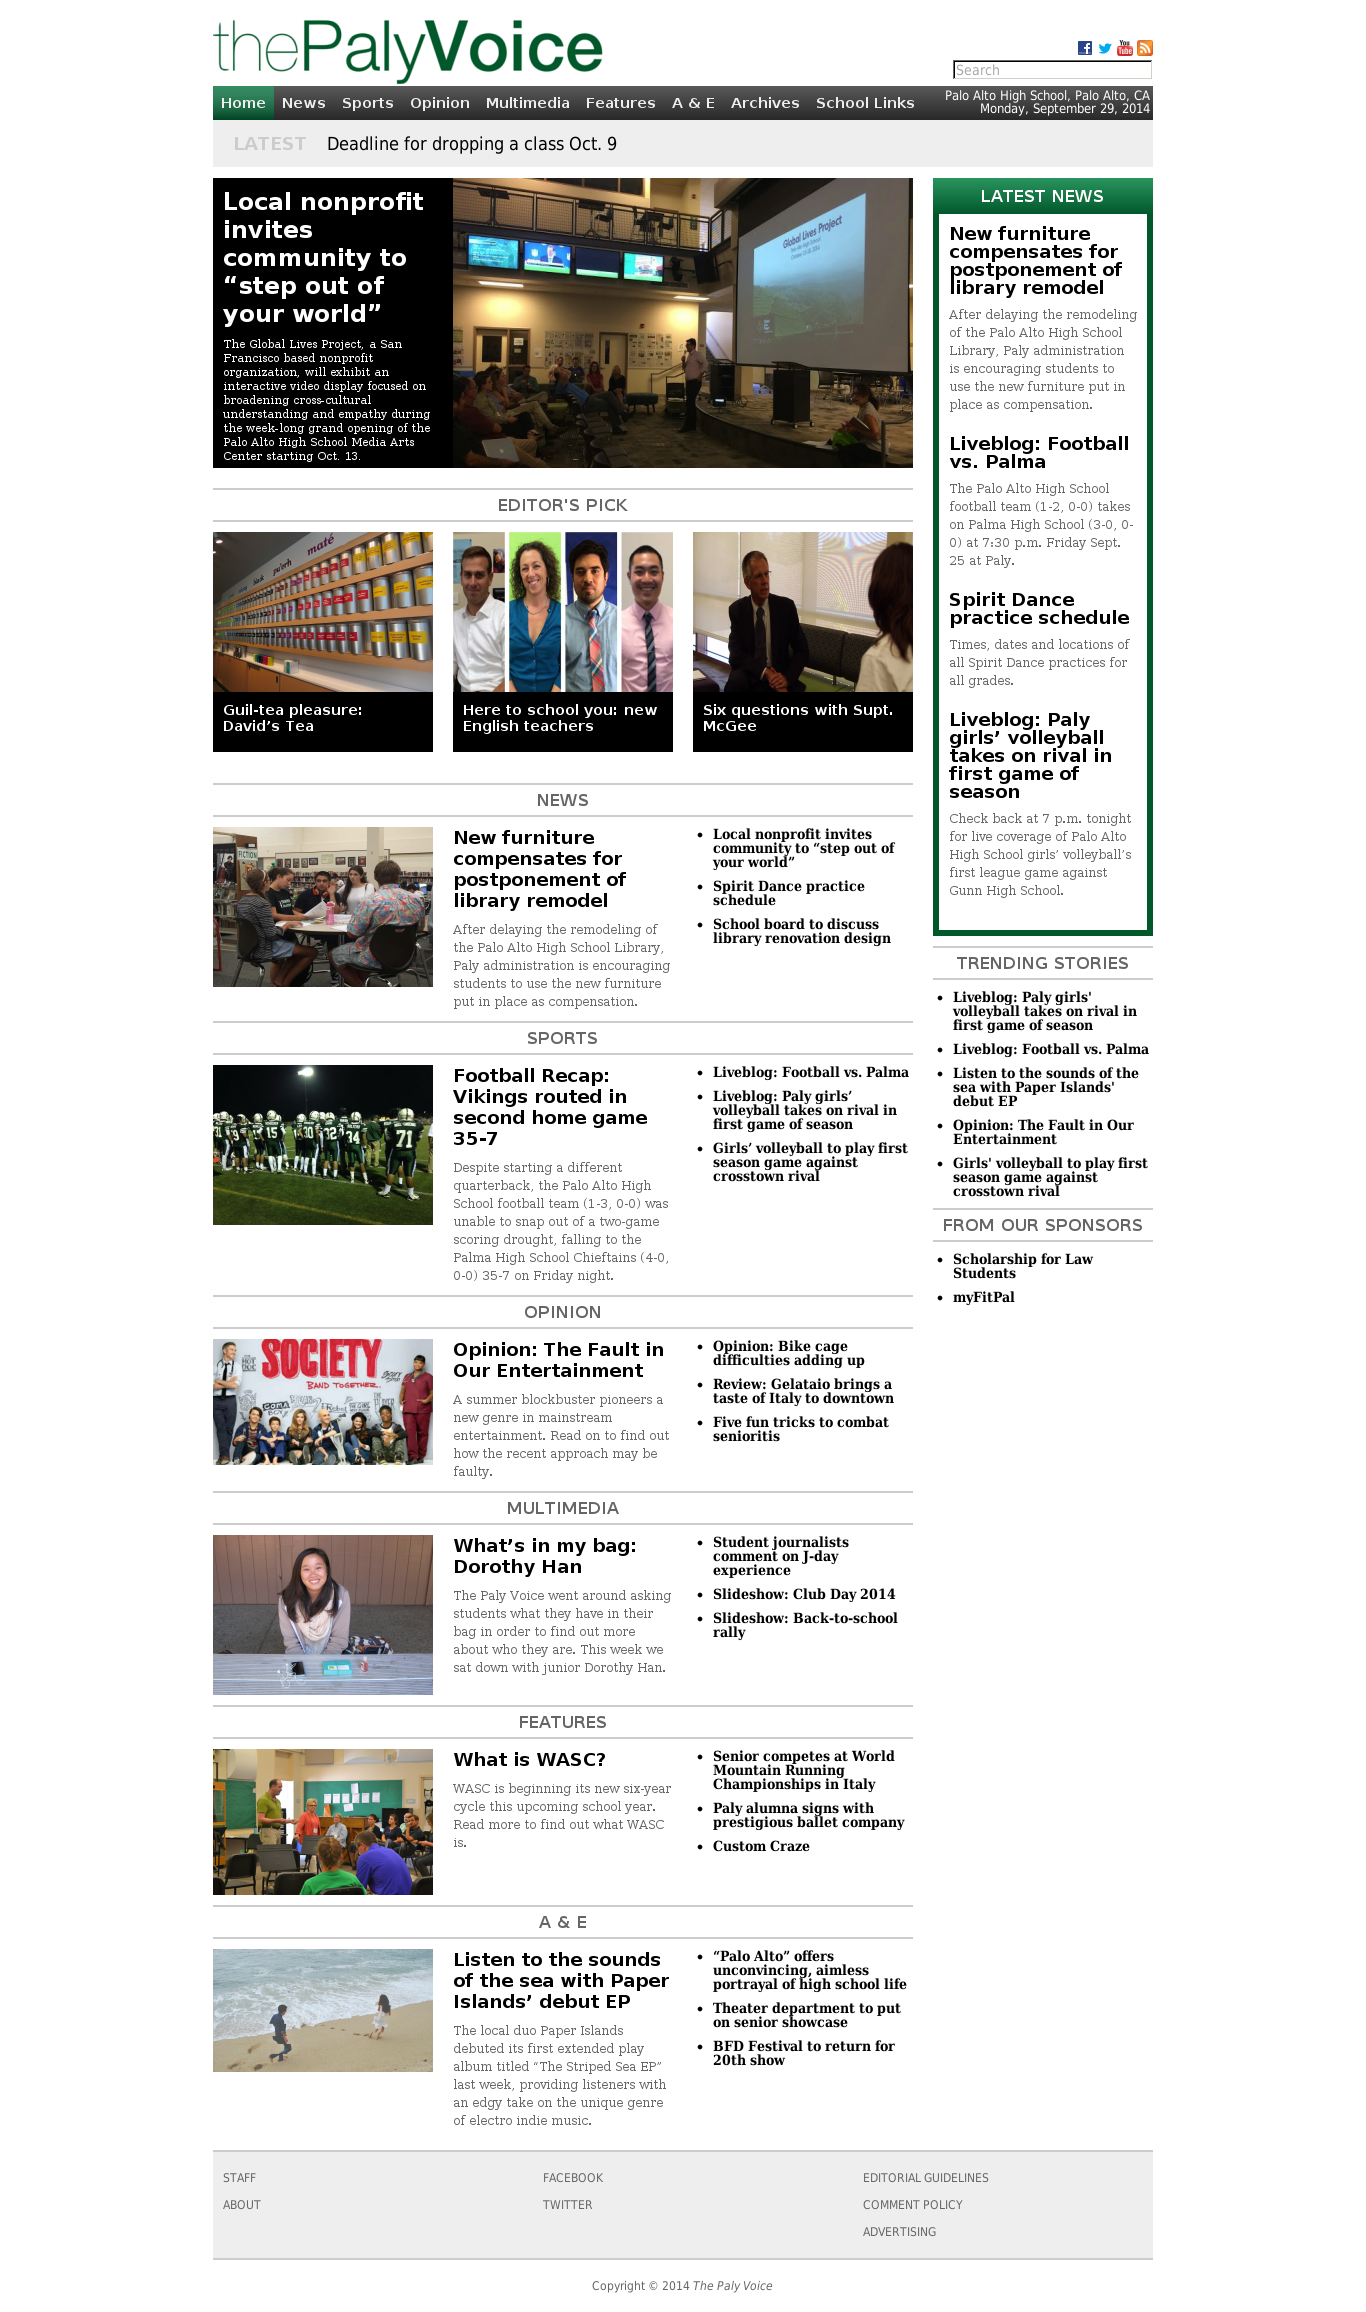 thePalyVoice
Search
Home News Sports Opinion Multimedia Features A & E Archives School Links
Palo Alto High School, Palo Alto, CA
Monday, September 29, 2014
LATEST Deadline for dropping a class Oct. 9
Local nonprofit
invites
community to
“step out of
your world”
The Global Lives Project, a San
Francisco based nonprofit
organization, will exhibit an
interactive video display focused on
broadening cross-cultural
understanding and empathy during
the week-long grand opening of the
Palo Alto High School Media Arts
Center starting Oct. 13.
Global Lives Project
EDITOR'S PICK
maté
Guil-tea pleasure:
David’s Tea
Here to school you: new
English teachers
Six questions with Supt.
McGee
NEWS
FICTION
New furniture
compensates for
postponement of
library remodel
After delaying the remodeling of
the Palo Alto High School Library,
Paly administration is encouraging
students to use the new furniture
put in place as compensation.
• Local nonprofit invites
community to “step out of
your world”
• Spirit Dance practice
schedule
• School board to discuss
library renovation design
SPORTS
15 30 32 34 71
Football Recap:
Vikings routed in
second home game
35-7
Despite starting a different
quarterback, the Palo Alto High
School football team (1-3, 0-0) was
unable to snap out of a two-game
scoring drought, falling to the
Palma High School Chieftains (4-0,
0-0) 35-7 on Friday night.
• Liveblog: Football vs. Palma
• Liveblog: Paly girls’
volleyball takes on rival in
first game of season
• Girls’ volleyball to play first
season game against
crosstown rival
OPINION
SOCIETY
BAND TOGETHER.
Opinion: The Fault in
Our Entertainment
A summer blockbuster pioneers a
new genre in mainstream
entertainment. Read on to find out
how the recent approach may be
faulty.
• Opinion: Bike cage
difficulties adding up
• Review: Gelataio brings a
taste of Italy to downtown
• Five fun tricks to combat
senioritis
MULTIMEDIA
What’s in my bag:
Dorothy Han
The Paly Voice went around asking
students what they have in their
bag in order to find out more
about who they are. This week we
sat down with junior Dorothy Han.
• Student journalists
comment on J-day
experience
• Slideshow: Club Day 2014
• Slideshow: Back-to-school
rally
FEATURES
What is WASC?
WASC is beginning its new six-year
cycle this upcoming school year.
Read more to find out what WASC
is.
• Senior competes at World
Mountain Running
Championships in Italy
• Paly alumna signs with
prestigious ballet company
• Custom Craze
A & E
Listen to the sounds
of the sea with Paper
Islands’ debut EP
The local duo Paper Islands
debuted its first extended play
album titled “The Striped Sea EP”
last week, providing listeners with
an edgy take on the unique genre
of electro indie music.
• “Palo Alto” offers
unconvincing, aimless
portrayal of high school life
• Theater department to put
on senior showcase
• BFD Festival to return for
20th show
LATEST NEWS
New furniture
compensates for
postponement of
library remodel
After delaying the remodeling
of the Palo Alto High School
Library, Paly administration
is encouraging students to
use the new furniture put in
place as compensation.
Liveblog: Football
vs. Palma
The Palo Alto High School
football team (1-2, 0-0) takes
on Palma High School (3-0, 0-
0) at 7:30 p.m. Friday Sept.
25 at Paly.
Spirit Dance
practice schedule
Times, dates and locations of
all Spirit Dance practices for
all grades.
Liveblog: Paly
girls’ volleyball
takes on rival in
first game of
season
Check back at 7 p.m. tonight
for live coverage of Palo Alto
High School girls’ volleyball’s
first league game against
Gunn High School.
TRENDING STORIES
• Liveblog: Paly girls'
volleyball takes on rival in
first game of season
• Liveblog: Football vs. Palma
• Listen to the sounds of the
sea with Paper Islands'
debut EP
• Opinion: The Fault in Our
Entertainment
• Girls' volleyball to play first
season game against
crosstown rival
FROM OUR SPONSORS
• Scholarship for Law
Students
• myFitPal
STAFF
ABOUT
FACEBOOK
TWITTER
EDITORIAL GUIDELINES
COMMENT POLICY
ADVERTISING
Copyright © 2014 The Paly Voice